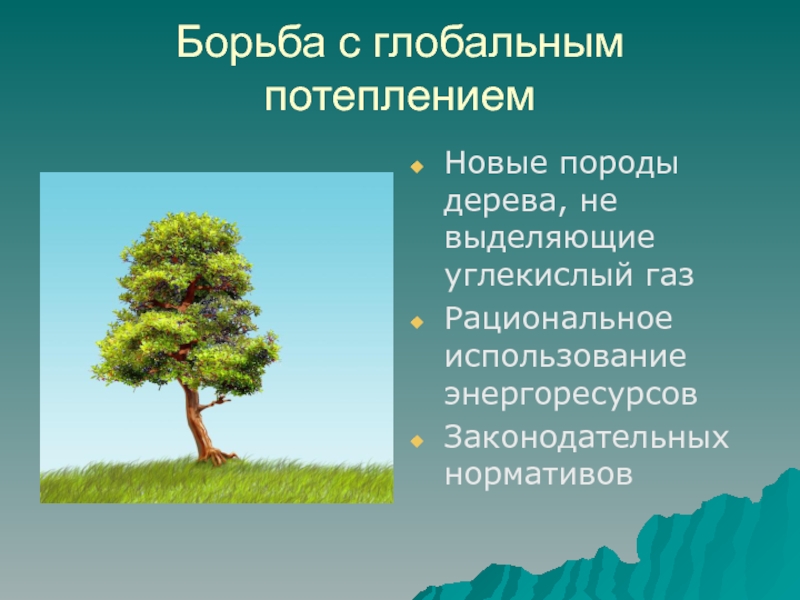 Борьба с глобальным
потеплением
Новые породы
дерева, не
выделяющие
углекислый газ
Рациональное
использование
энергоресурсов
Законодательных
нормативов